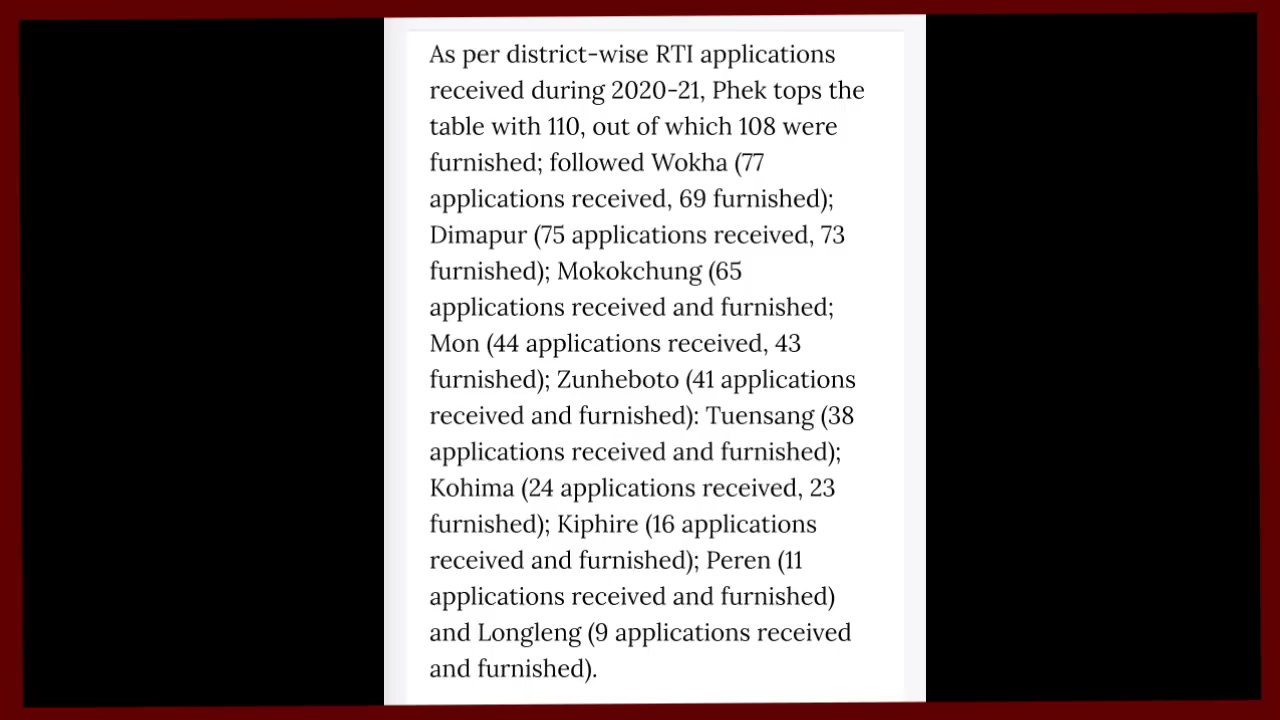 As per district-wise RTI applications
received during 2020-21, Phek tops the
table with 110, out of which 108 were
furnished; followed Wokha (77
applications received, 69 furnished);
Dimapur (75 applications received, 73
furnished); Mokokchung (65
applications received and furnished;
Mon (44 applications received, 43
furnished); Zunheboto (41 applications
received and furnished): Tuensang (38
applications received and furnished);
Kohima (24 applications received, 23
furnished); Kiphire (16 applications
received and furnished); Peren (11
applications received and furnished)
and Longleng (9 applications received
and furnished).